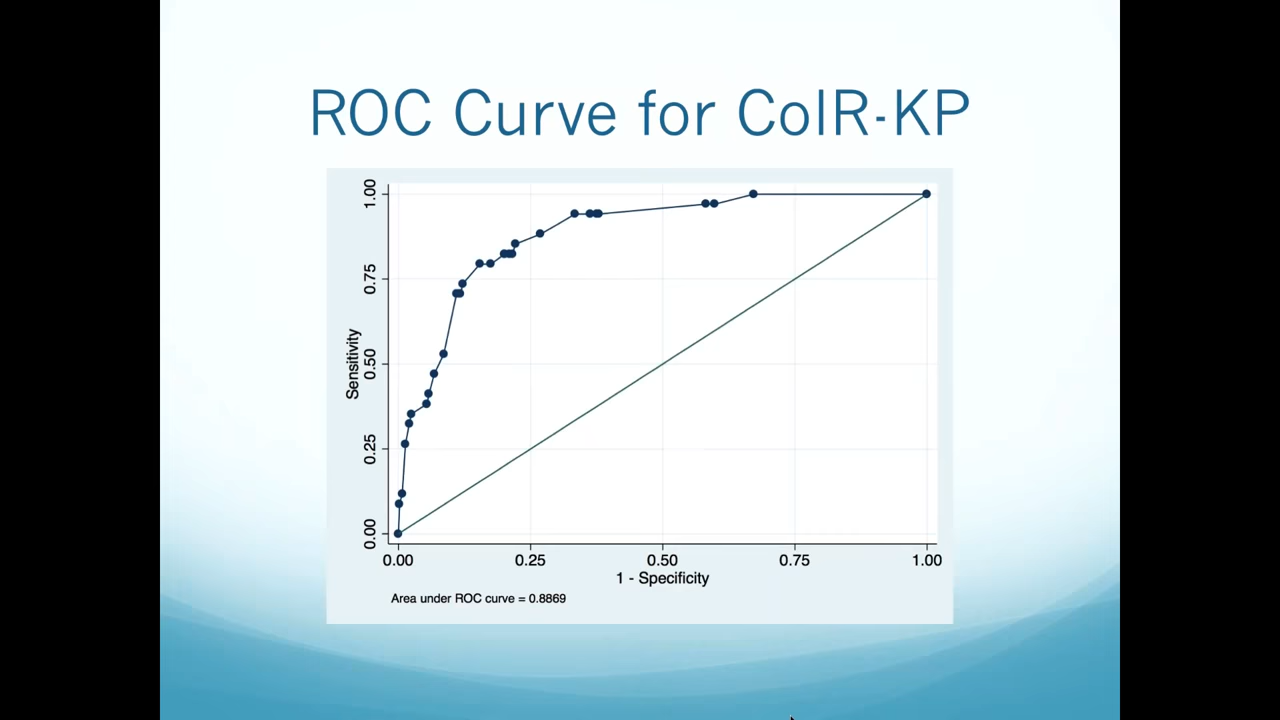 ROC Curve for ColR-KP
1.00
0.75
0.50
0.25
0.00
Sensitivity
0.00 0.25 0.50 0.75 1.00
1 - Specificity
Area under ROC curve = 0.8869